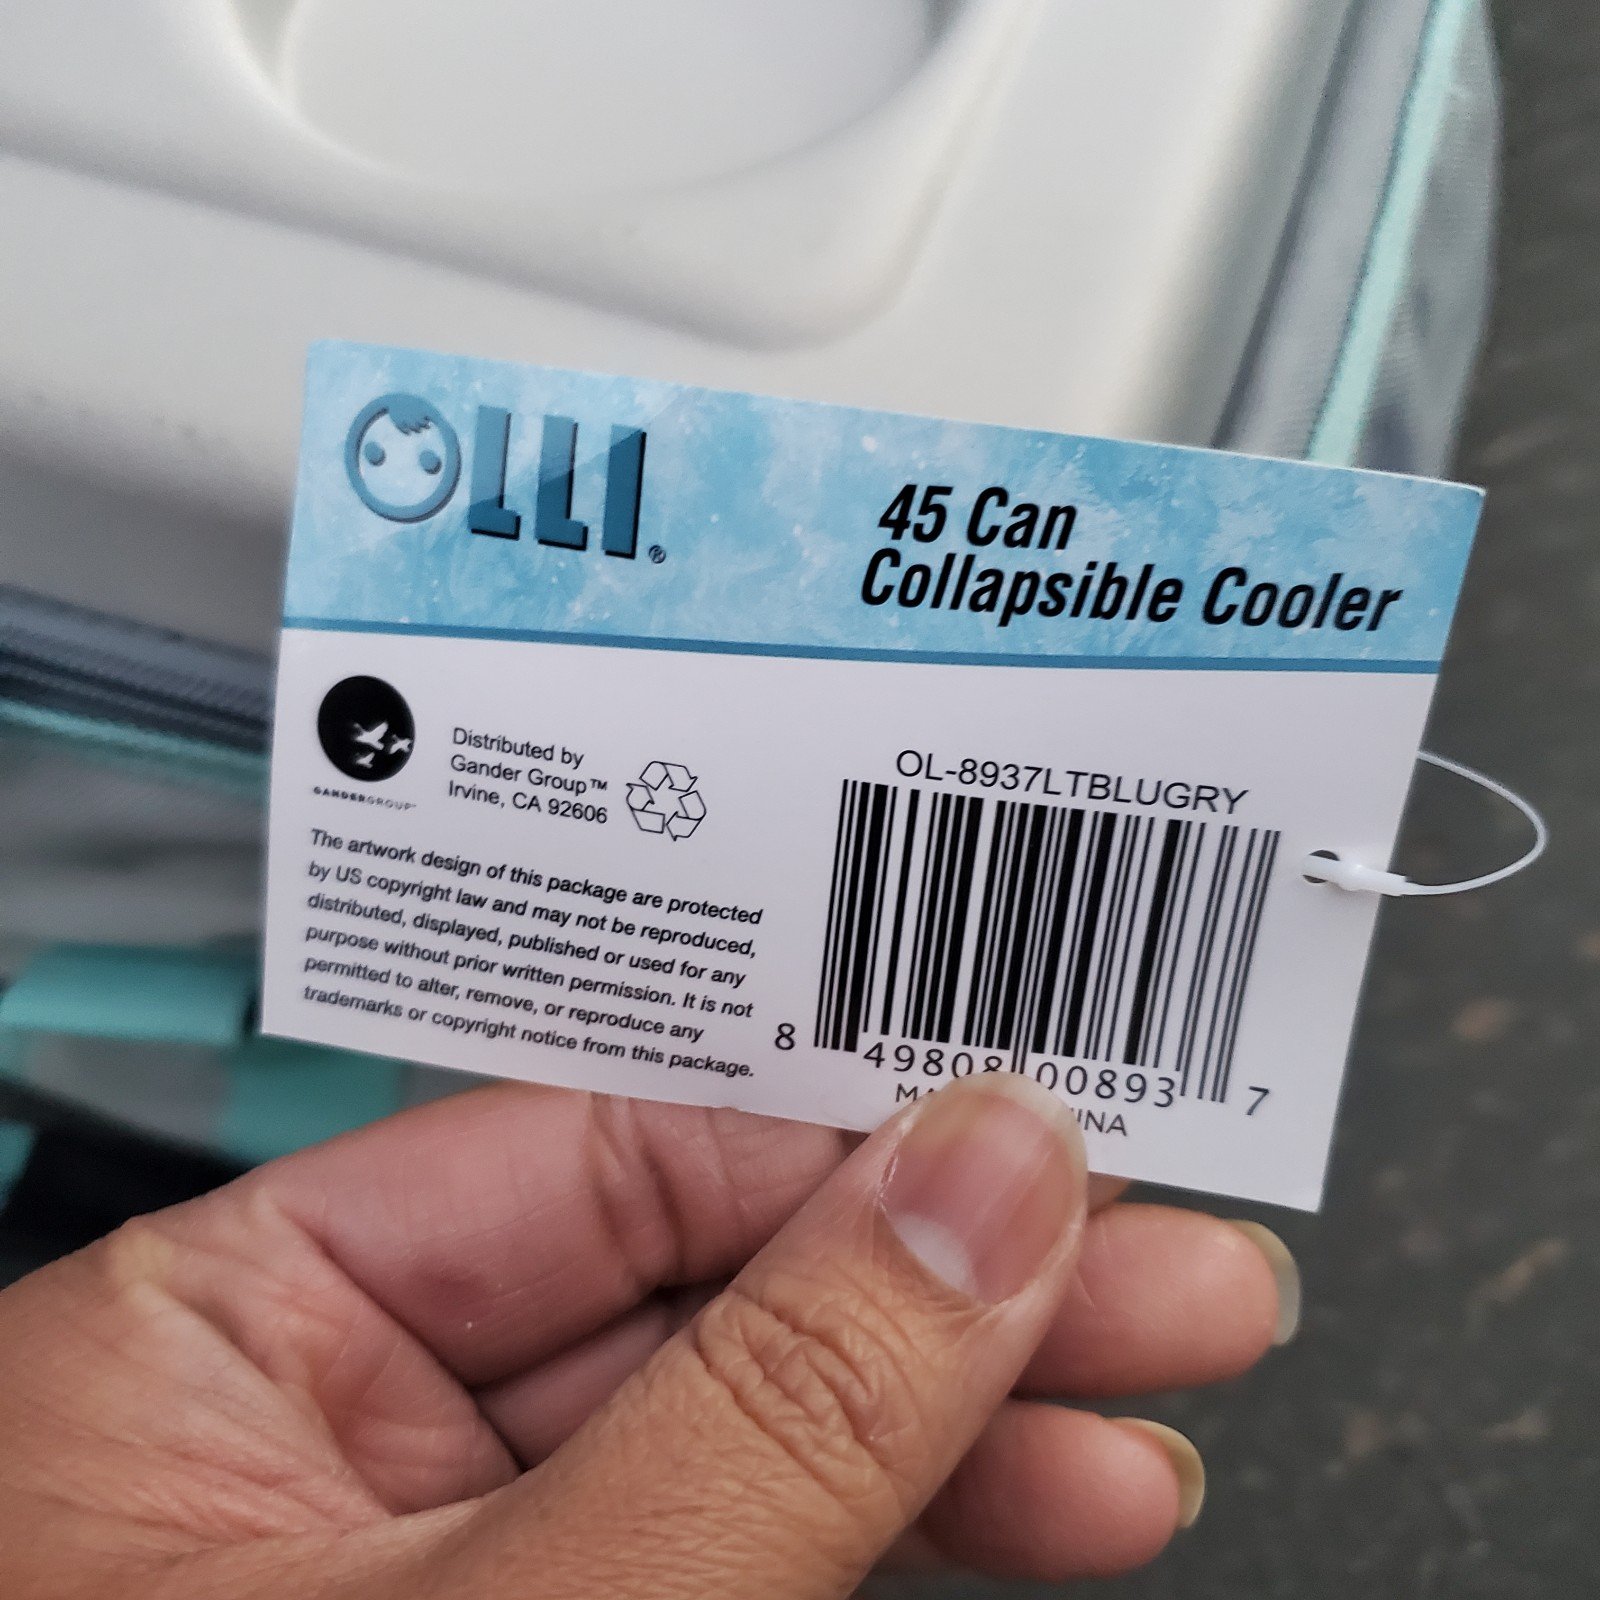 OLLI®
45 Can
Collapsible Cooler
GANDERGROUP
Distributed by
Gander Group™
Irvine, CA 92606
The artwork design of this package are protected
by US copyright law and may not be reproduced,
distributed, displayed, published or used for any
purpose without prior written permission. It is not
permitted to alter, remove, or reproduce any
trademarks or copyright notice from this package.
OL-8937LTBLUGRY
8 49808 00893 7